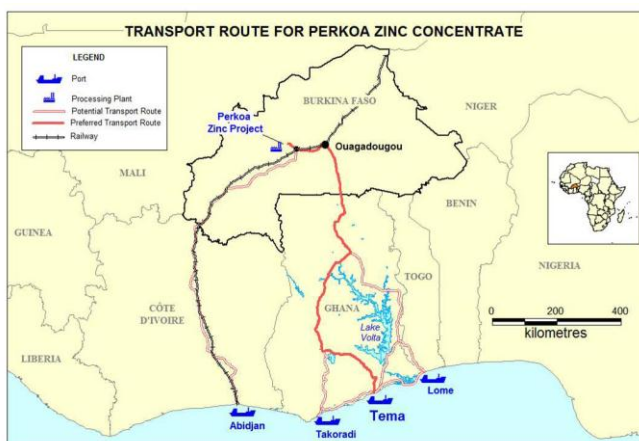 TRANSPORT ROUTE FOR PERKOA ZINC CONCENTRATE
LEGEND
Port
Processing Plant
Potential Transport Route
Preferred Transport Route
Railway
BURKINA FASO
NIGER
Perkoa
Zinc Project
Ouagadougou
MALI
BENIN
GUINEA
TOGO
NIGERIA
CÔTE
D'IVOIRE
GHANA
Lake
Volta
0 200 400
kilometres
LIBERIA
Abidjan
Takoradi
Tema
Lome